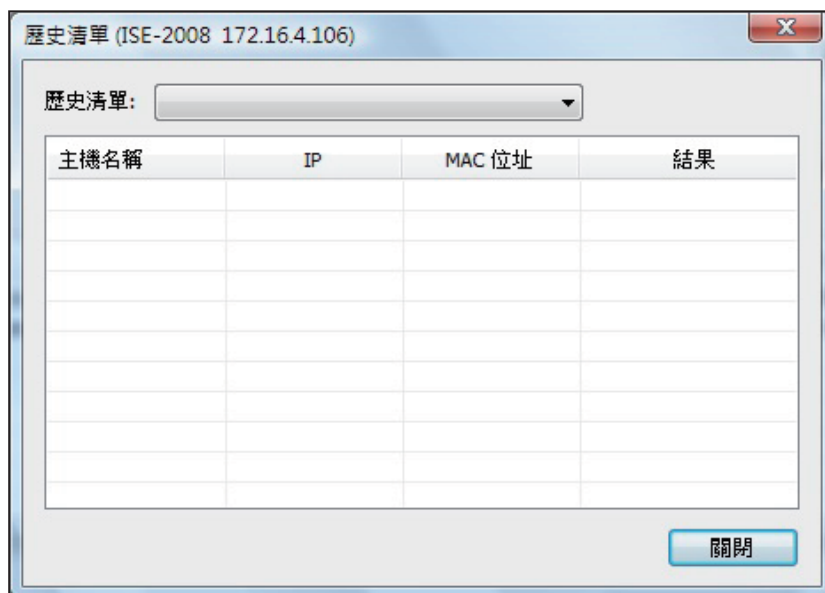 歷史清單 (ISE-2008 172.16.4.106)
歷史清單:
主機名稱 IP MAC 位址 結果
關閉